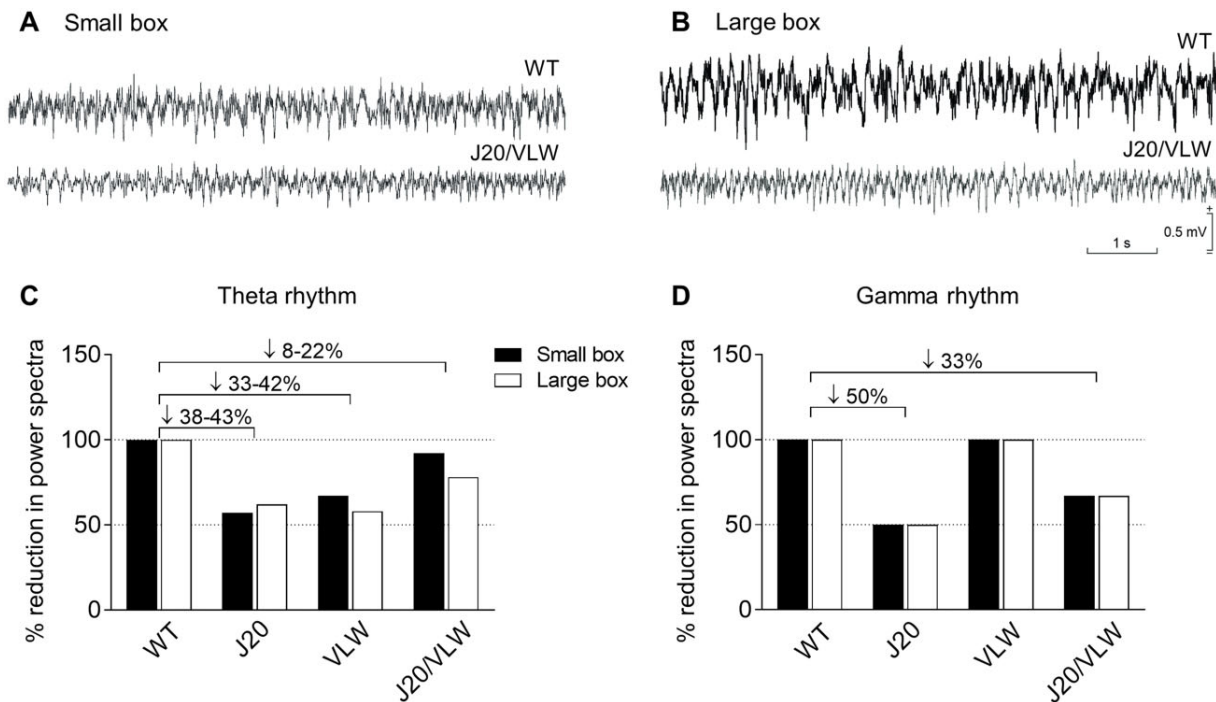 A Small box
WT
J20/VLW
B Large box
WT
J20/VLW
+
0.5 mV
–
1 s
C Theta rhythm
% reduction in power spectra
150
100
50
0
↓ 8-22%
↓ 33-42%
↓ 38-43%
WT
J20
VLW
J20/VLW
Small box
Large box
D Gamma rhythm
% reduction in power spectra
150
100
50
0
↓ 33%
↓ 50%
WT
J20
VLW
J20/VLW